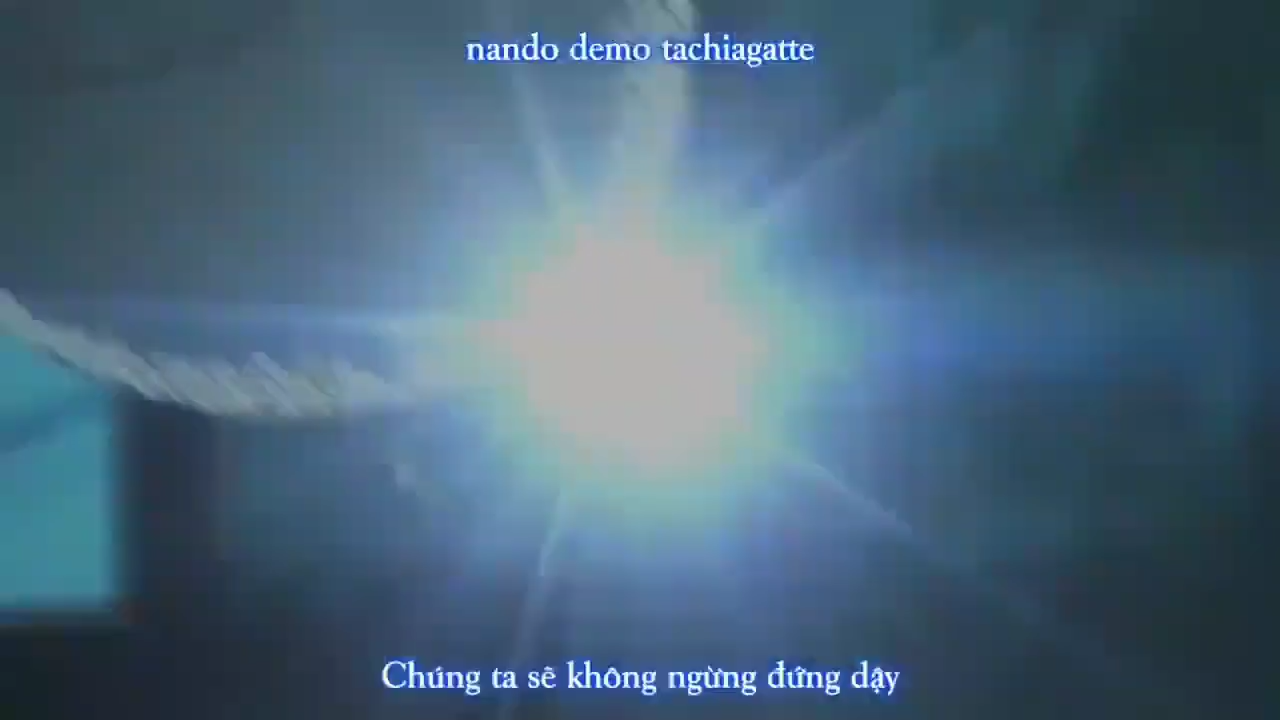 nando demo tachiagatte
Chúng ta sẽ không ngừng đứng dậy